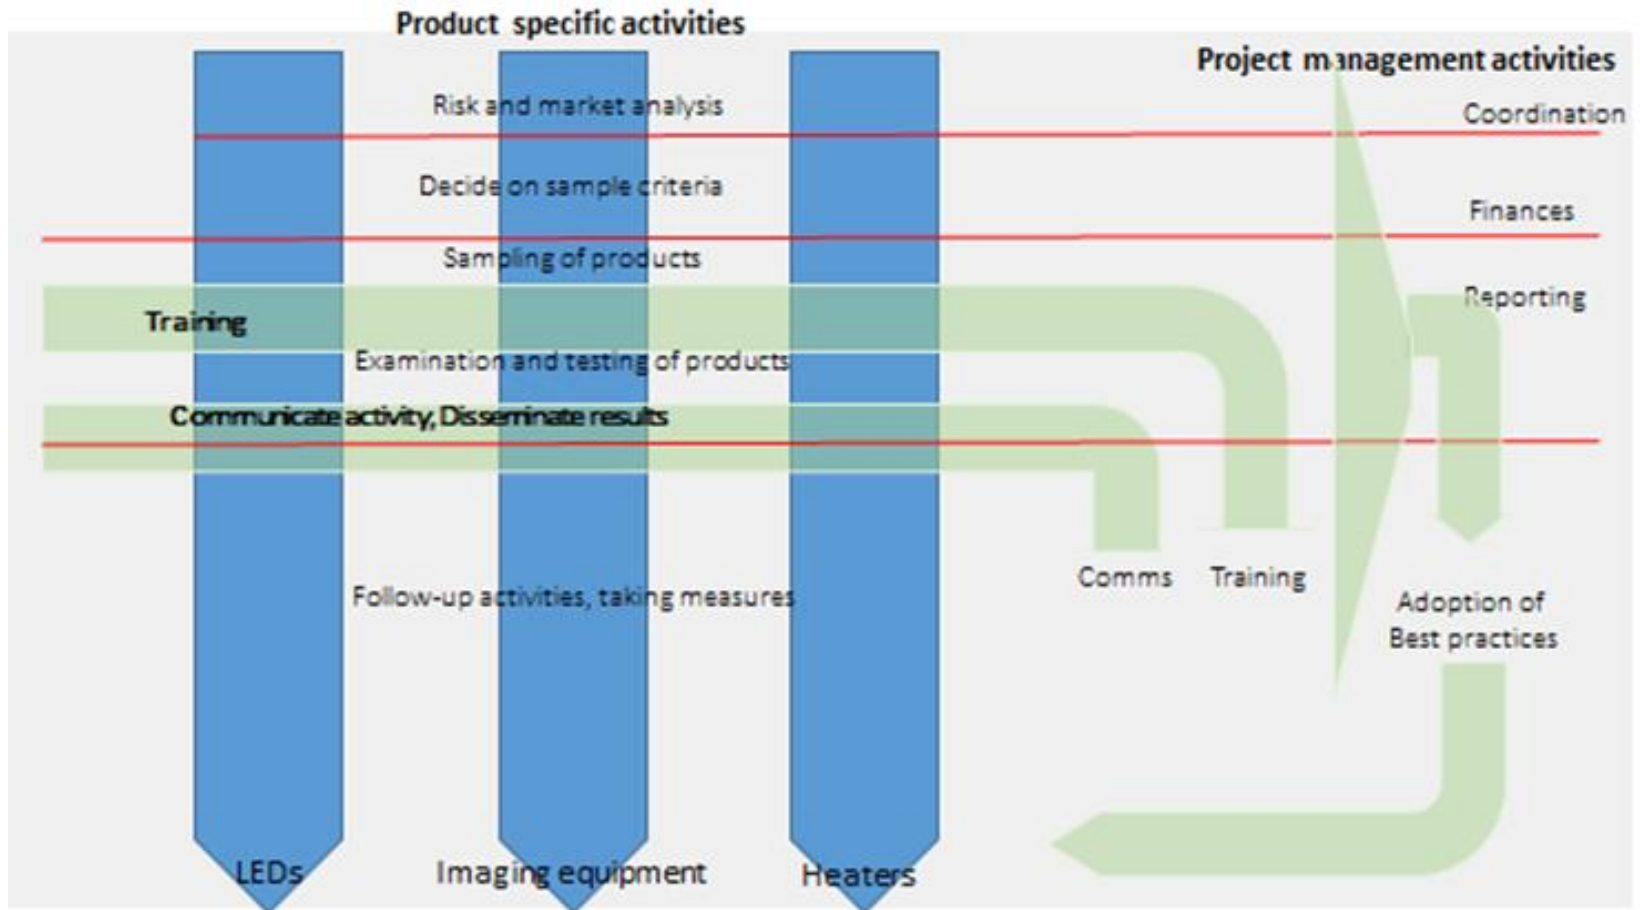 Product specific activities
Project management activities
Risk and market analysis
Coordination
Decide on sample criteria
Finances
Sampling of products
Reporting
Training
Examination and testing of products
Communicate activity, Disseminate results
Comms
Training
Follow-up activities, taking measures
Adoption of
Best practices
LEDs
Imaging equipment
Heaters